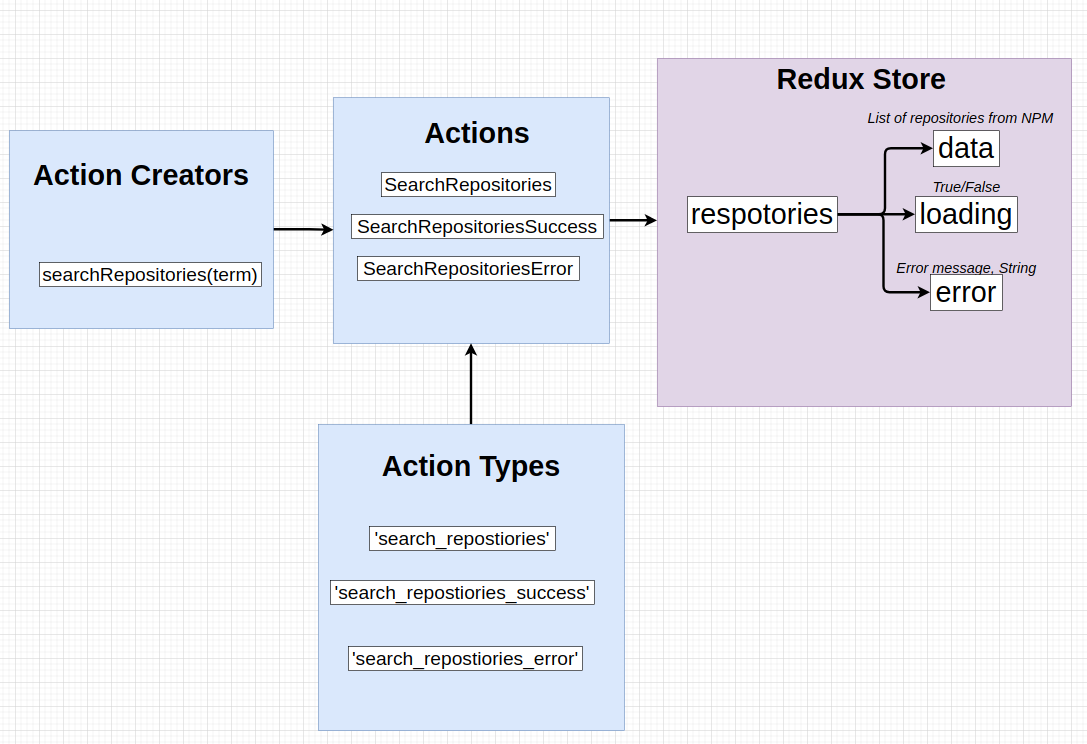 Action Creators
searchRepositories(term)
Actions
SearchRepositories
SearchRepositoriesSuccess
SearchRepositoriesError
Redux Store
respotories
List of repositories from NPM
data
True/False
loading
Error message, String
error
Action Types
'search_repostiories'
'search_repostiories_success'
'search_repostiories_error'